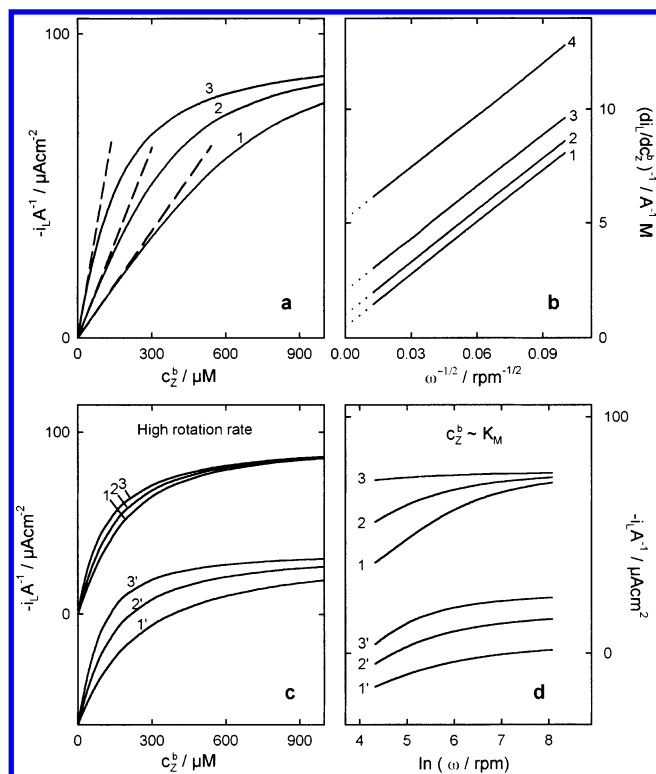 100
-i_L A⁻¹ / µAcm⁻²
0
3
2
1
a
0 300 600 900
c_Z^b / µM
4
3
2
1
b
10
5
0
(di_L/dc_Z^b)⁻¹ / A⁻¹ M
0.00 0.03 0.06 0.09
ω⁻¹/² / rpm⁻¹/²
High rotation rate
100
-i_L A⁻¹ / µAcm⁻²
0
1 2 3
3'
2'
1'
c
0 300 600 900
c_Z^b / µM
c_Z^b ~ K_M
3
2
1
3'
2'
1'
d
100
-i_L A⁻¹ / µAcm²
0
4 5 6 7 8
ln ( ω / rpm)